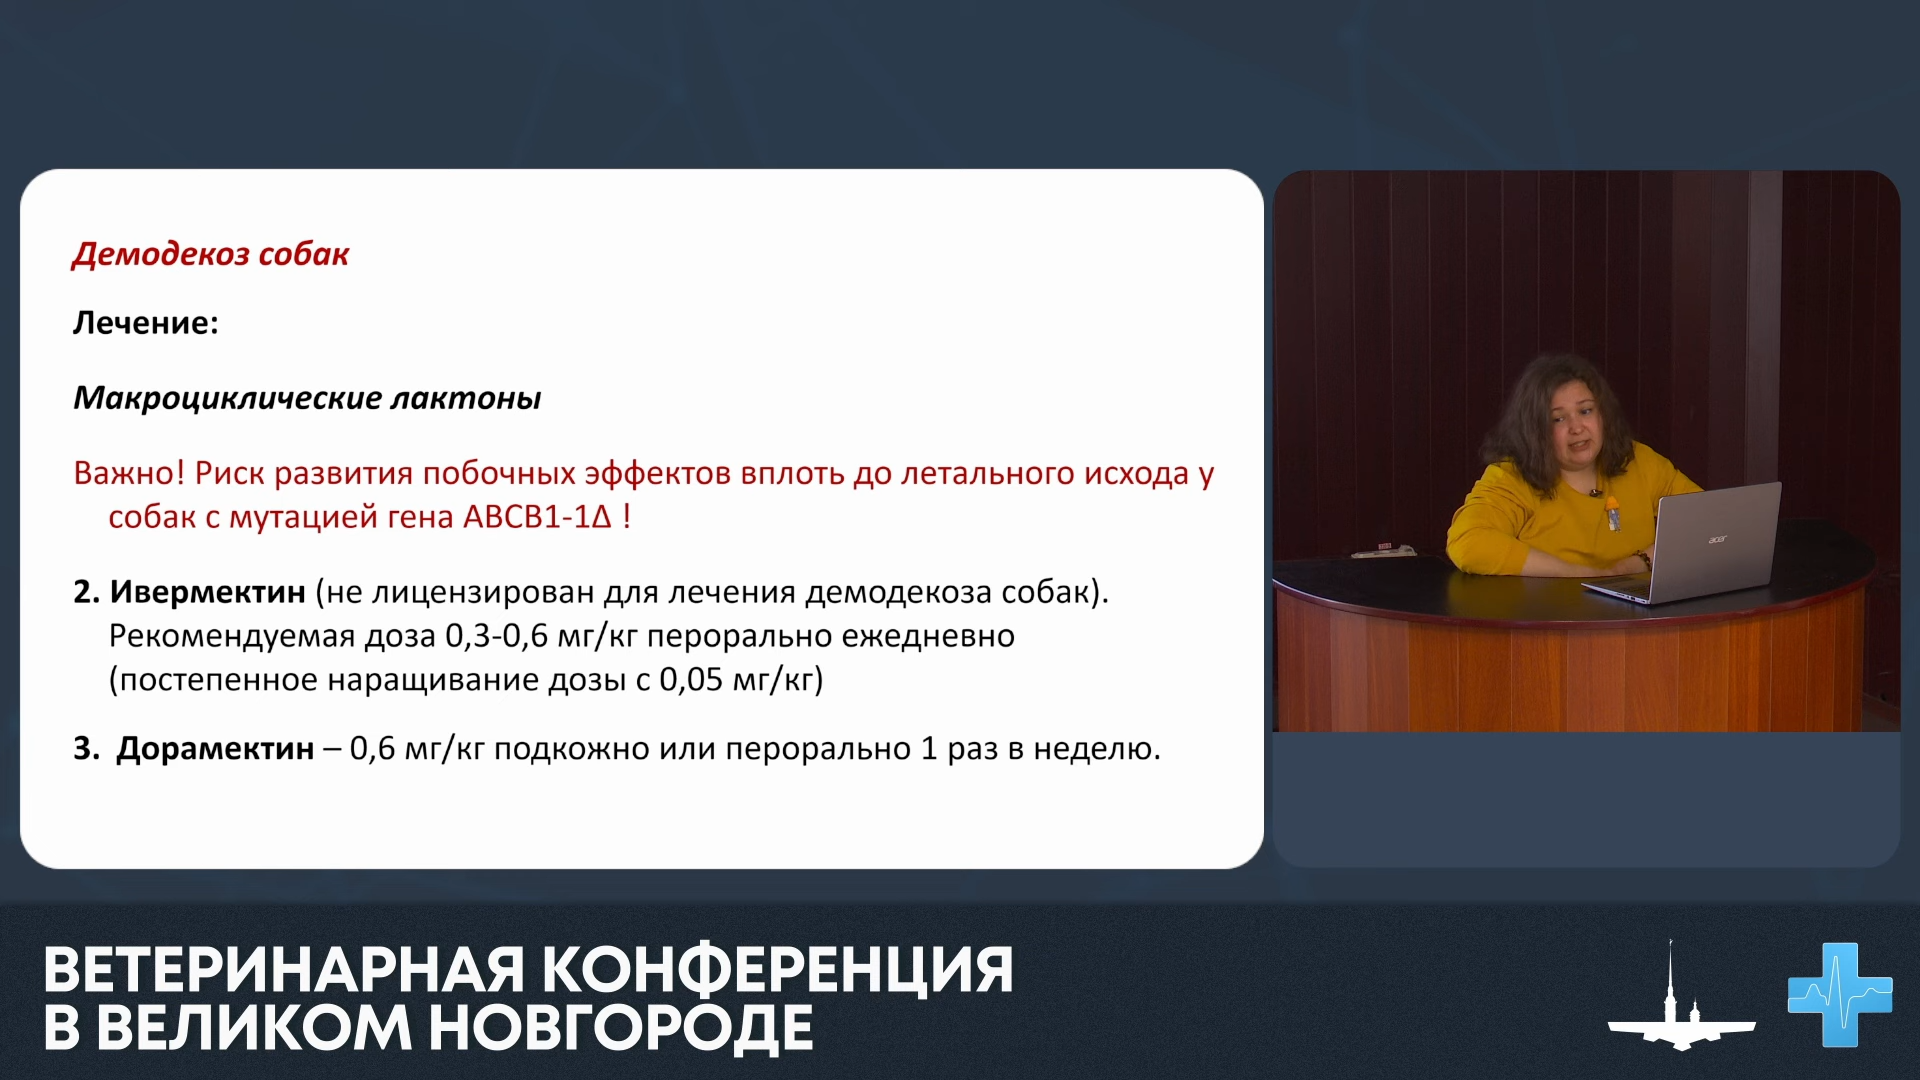 Демодекоз собак
Лечение:
Макроциклические лактоны
Важно! Риск развития побочных эффектов вплоть до летального исхода у
собак с мутацией гена ABCB1-1Δ !
2. Ивермектин (не лицензирован для лечения демодекоза собак).
Рекомендуемая доза 0,3-0,6 мг/кг перорально ежедневно
(постепенное наращивание дозы с 0,05 мг/кг)
3. Дорамектин – 0,6 мг/кг подкожно или перорально 1 раз в неделю.
acer
ВЕТЕРИНАРНАЯ КОНФЕРЕНЦИЯ
В ВЕЛИКОМ НОВГОРОДЕ